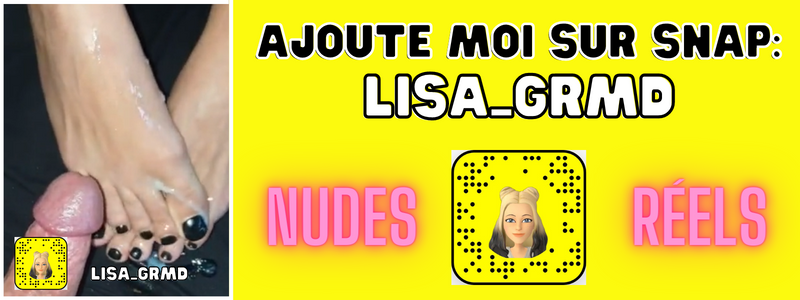 AJOUTE MOI SUR SNAP:
LISA_GRMD
NUDES
RÉELS
LISA_GRMD